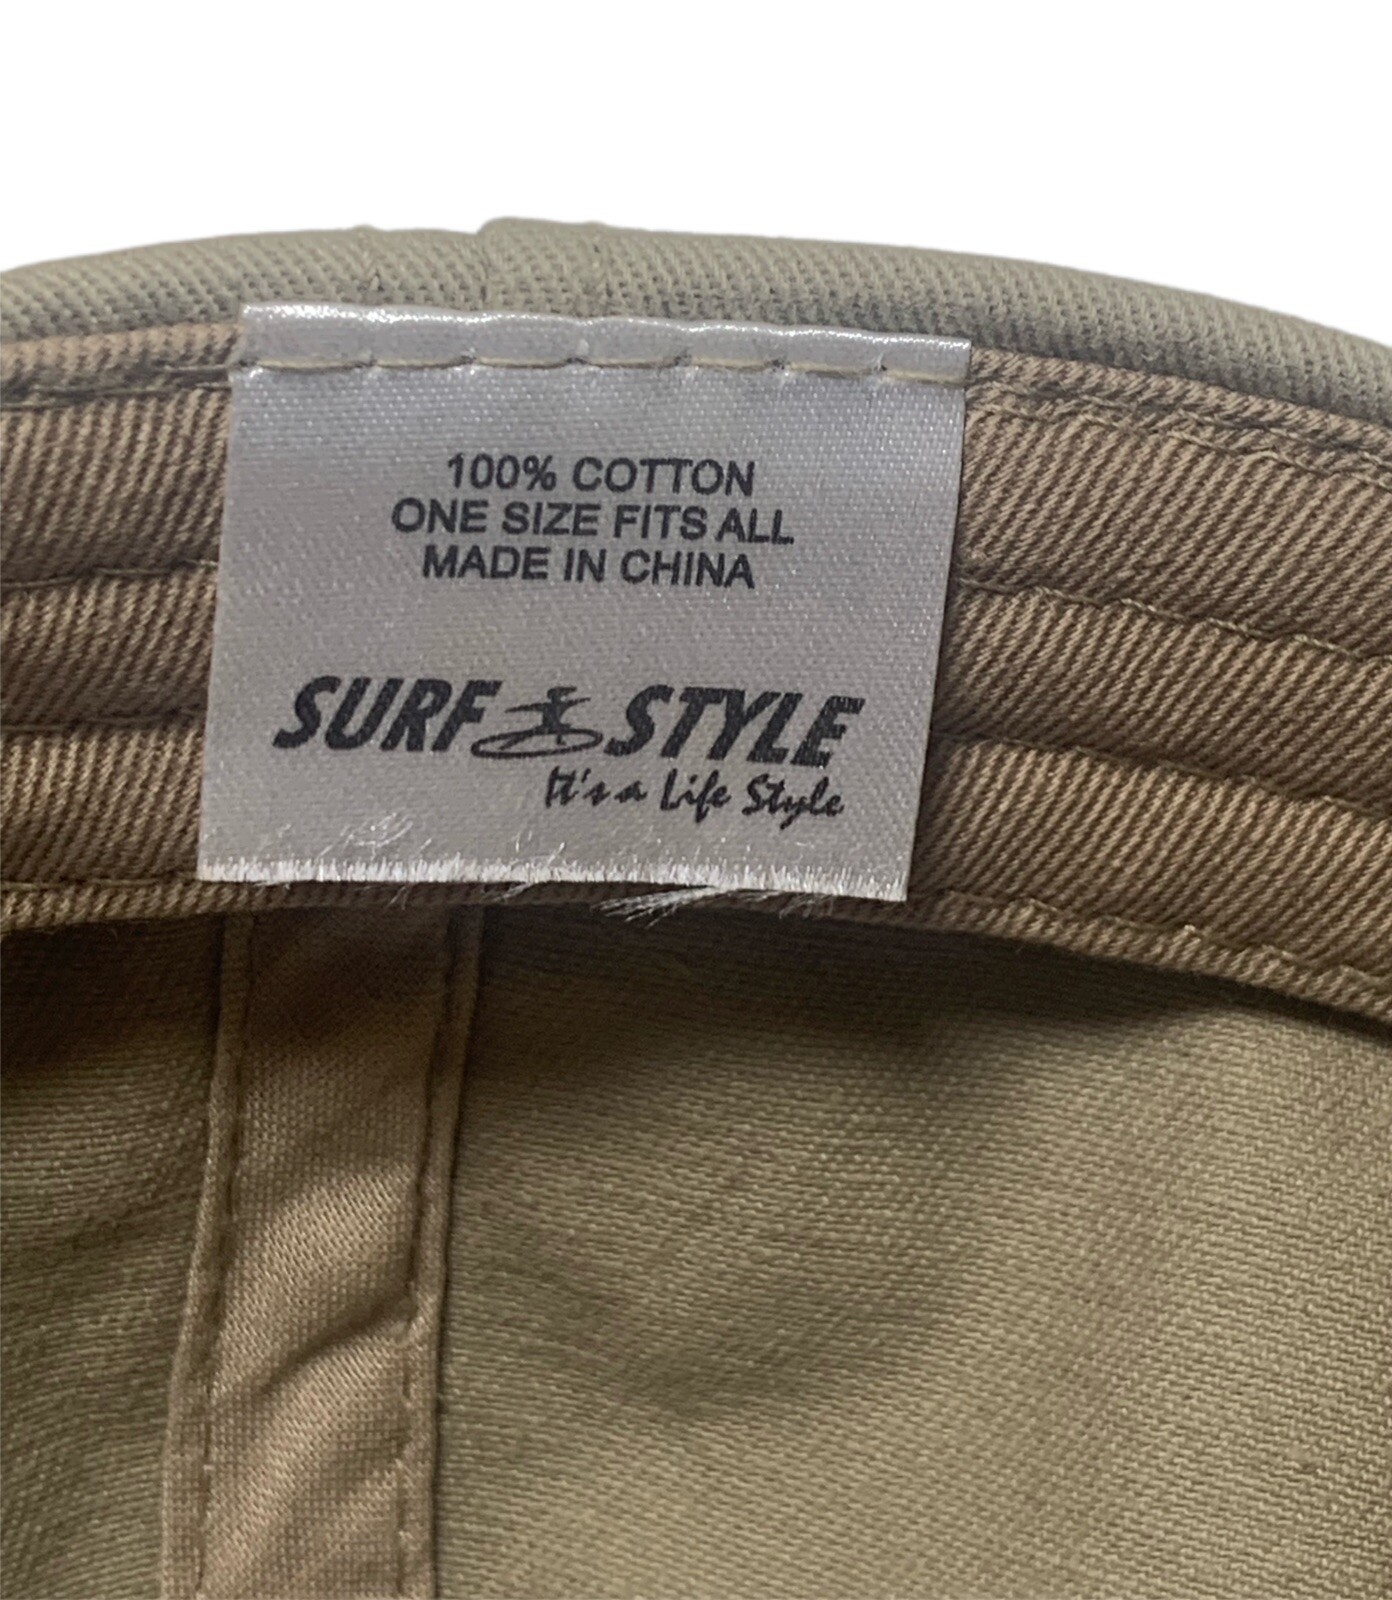 100% COTTON
ONE SIZE FITS ALL
MADE IN CHINA
SURF STYLE
It's a Life Style